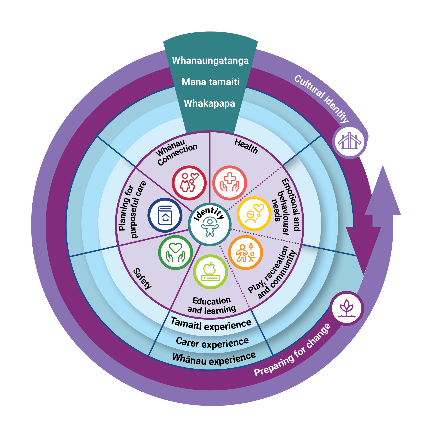 Whanaungatanga
Mana tamaiti
Whakapapa
Cultural identity
Whānau
Connection
Health
Emotional and
behavioural
needs
Planning for
purposeful care
Identity
Play, recreation
and community
Safety
Education
and learning
Tamaiti experience
Carer experience
Whānau experience
Preparing for change